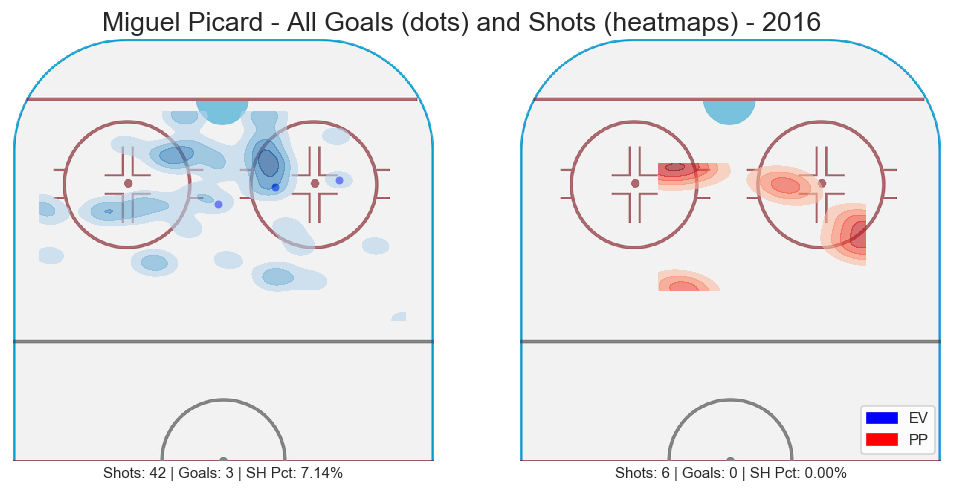 Miguel Picard - All Goals (dots) and Shots (heatmaps) - 2016
EV
PP
Shots: 42 | Goals: 3 | SH Pct: 7.14%
Shots: 6 | Goals: 0 | SH Pct: 0.00%